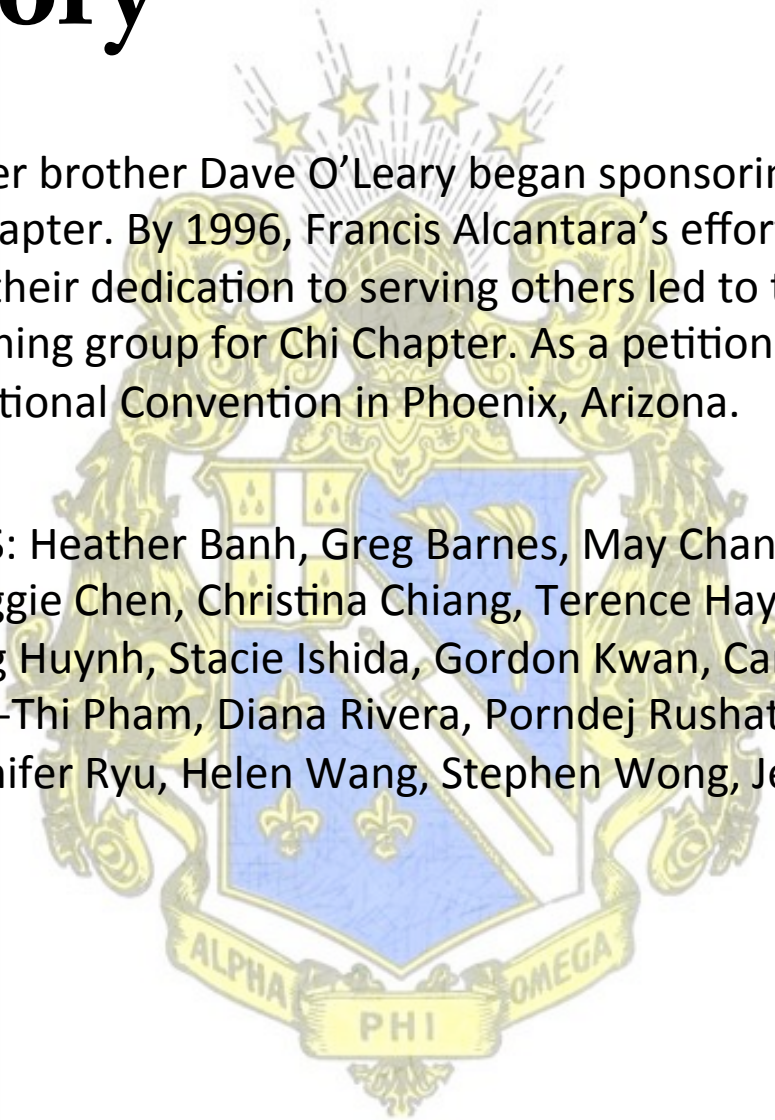 ory
er brother Dave O’Leary began sponsorin
apter. By 1996, Francis Alcantara’s effor
their dedication to serving others led to t
ning group for Chi Chapter. As a petition
tional Convention in Phoenix, Arizona.
S: Heather Banh, Greg Barnes, May Chan
ggie Chen, Christina Chiang, Terence Hay
g Huynh, Stacie Ishida, Gordon Kwan, Car
-Thi Pham, Diana Rivera, Porndej Rushat
nifer Ryu, Helen Wang, Stephen Wong, Je
ALPHA
PHI
OMEGA